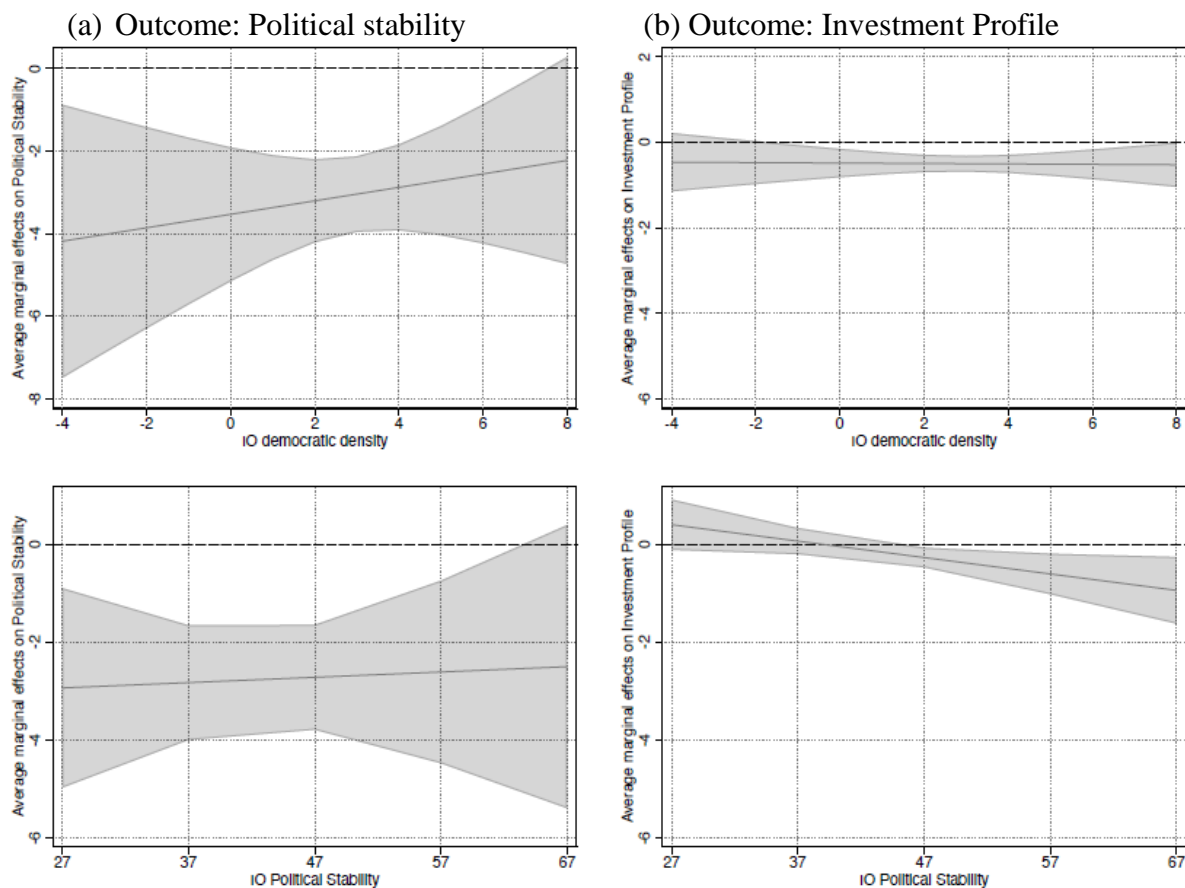 (a) Outcome: Political stability
(b) Outcome: Investment Profile
Average marginal effects on Political Stability
0
-2
-4
-6
-8
-4 -2 0 2 4 6 8
IO democratic density
Average marginal effects on Investment Profile
2
0
-2
-4
-6
-4 -2 0 2 4 6 8
IO democratic density
Average marginal effects on Political Stability
0
-2
-4
-6
27 37 47 57 67
IO Political Stability
Average marginal effects on Investment Profile
0
-2
-4
-6
27 37 47 57 67
IO Political Stability